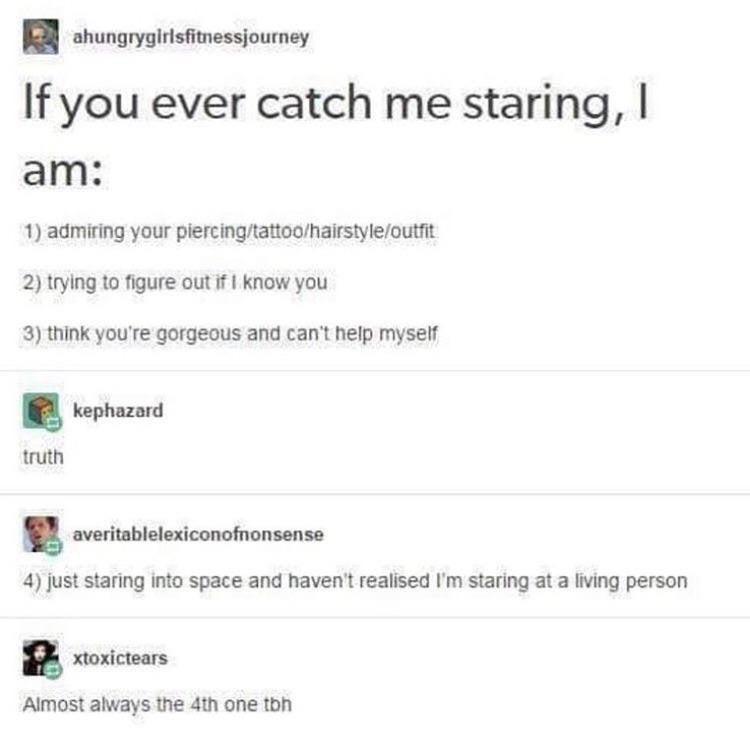 ahungrygirlsfitnessjourney
If you ever catch me staring, I
am:
1) admiring your piercing/tattoo/hairstyle/outfit
2) trying to figure out if I know you
3) think you're gorgeous and can't help myself
kephazard
truth
averitablelexiconofnonsense
4) just staring into space and haven't realised I'm staring at a living person
xtoxictears
Almost always the 4th one tbh